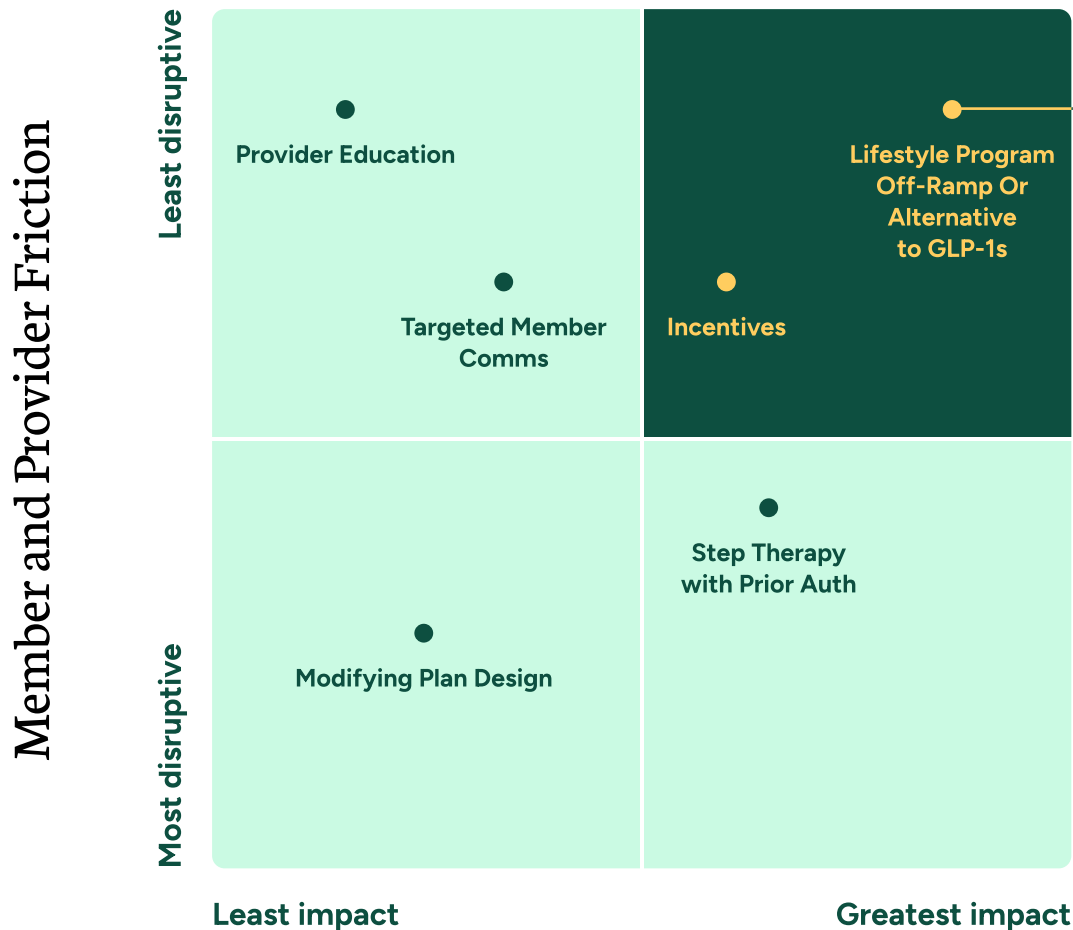 Member and Provider Friction
Least disruptive
Most disruptive
Provider Education
Targeted Member
Comms
Lifestyle Program
Off-Ramp Or
Alternative
to GLP-1s
Incentives
Modifying Plan Design
Step Therapy
with Prior Auth
Least impact
Greatest impact